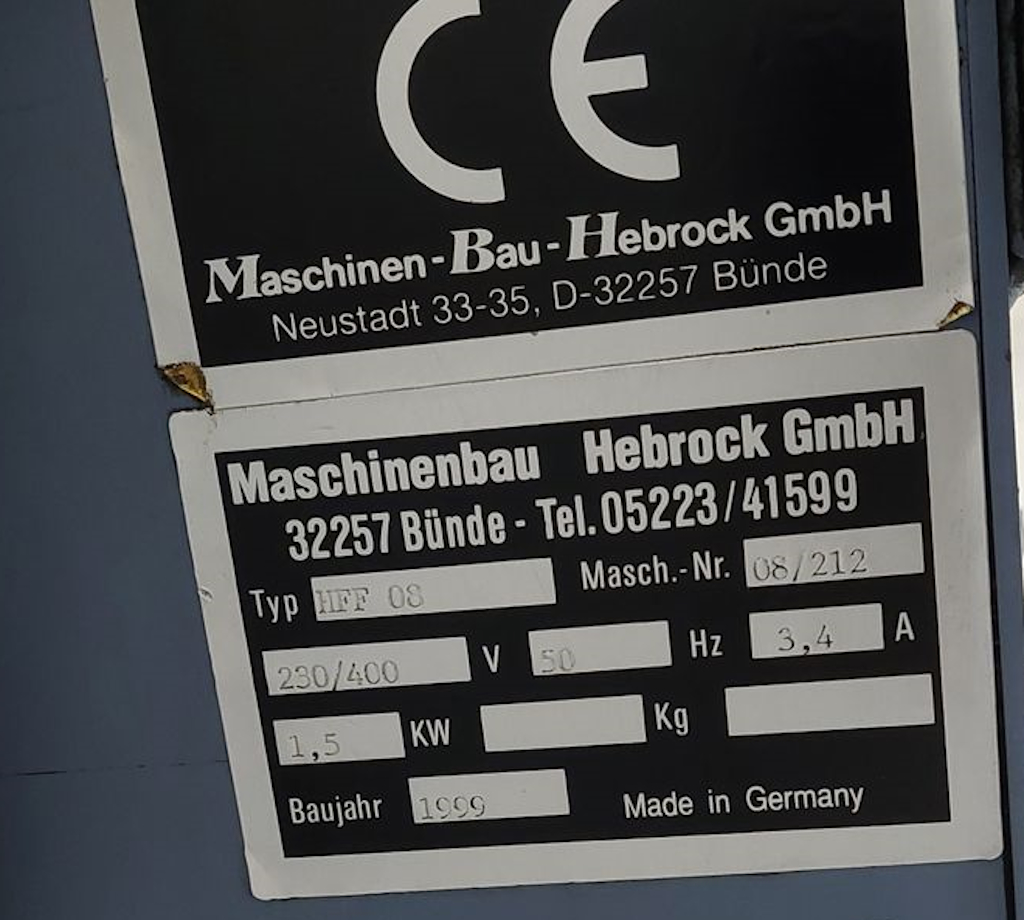 CE
Maschinen-Bau-Hebrock GmbH
Neustadt 33-35, D-32257 Bünde
Maschinenbau Hebrock GmbH
32257 Bünde - Tel. 05223/41599
Typ HFF 08 Masch.-Nr. 08/212
230/400 V 50 Hz 3,4 A
1,5 KW Kg
Baujahr 1999 Made in Germany